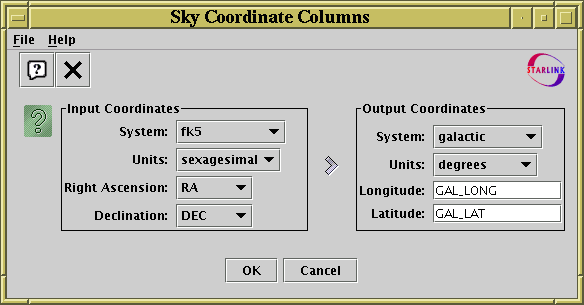 Sky Coordinate Columns
File Help
STARLINK
Input Coordinates
System: fk5
Units: sexagesimal
Right Ascension: RA
Declination: DEC
Output Coordinates
System: galactic
Units: degrees
Longitude: GAL_LONG
Latitude: GAL_LAT
OK Cancel